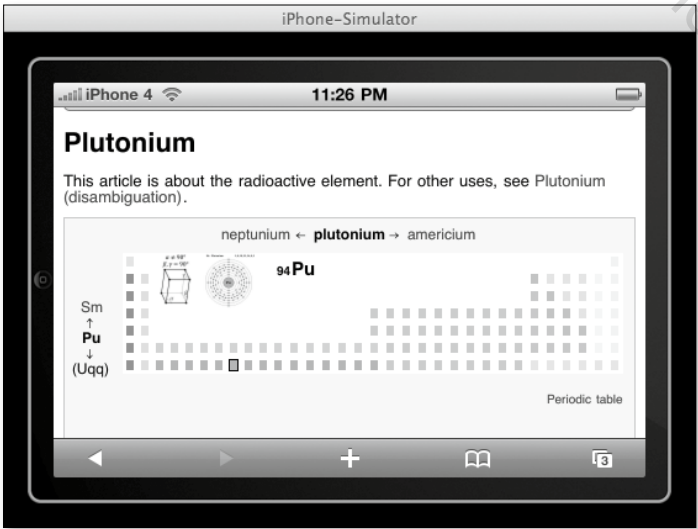 iPhone-Simulator
iPhone 4 11:26 PM
Plutonium
This article is about the radioactive element. For other uses, see Plutonium
(disambiguation).
neptunium ← plutonium → americium
94Pu
Sm
↑
Pu
↓
(Uqq)
Periodic table
3